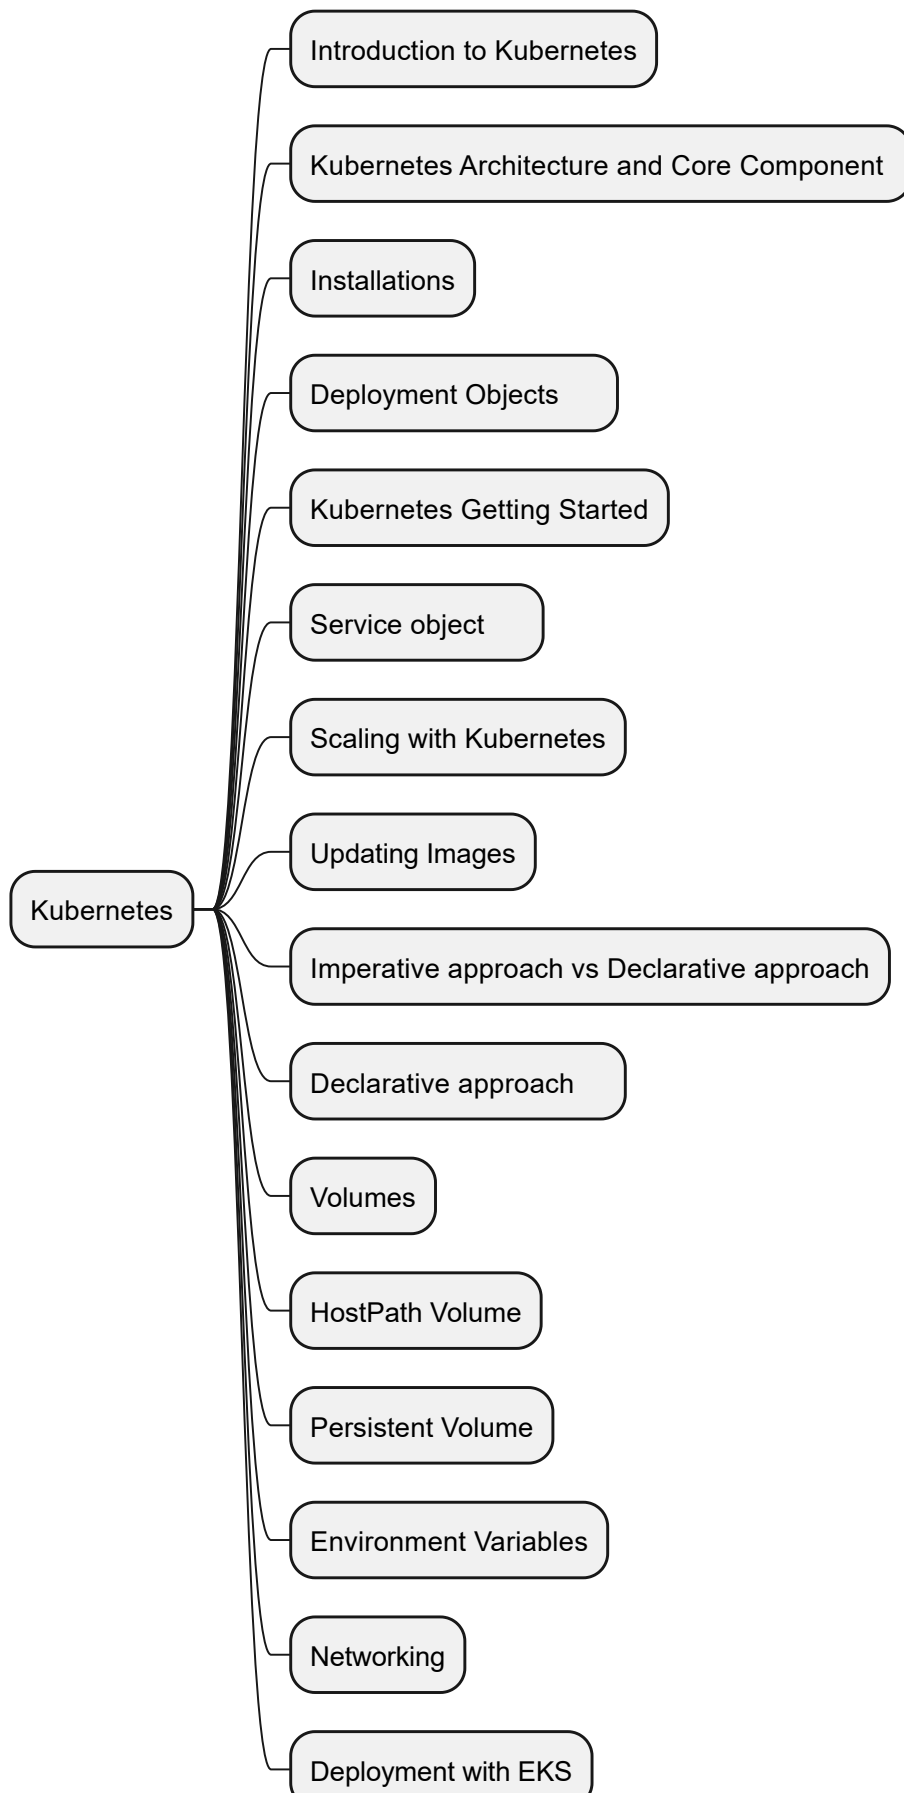 Introduction to Kubernetes
Kubernetes Architecture and Core Component
Installations
Deployment Objects
Kubernetes Getting Started
Service object
Scaling with Kubernetes
Updating Images
Kubernetes
Imperative approach vs Declarative approach
Declarative approach
Volumes
HostPath Volume
Persistent Volume
Environment Variables
Networking
Deployment with EKS